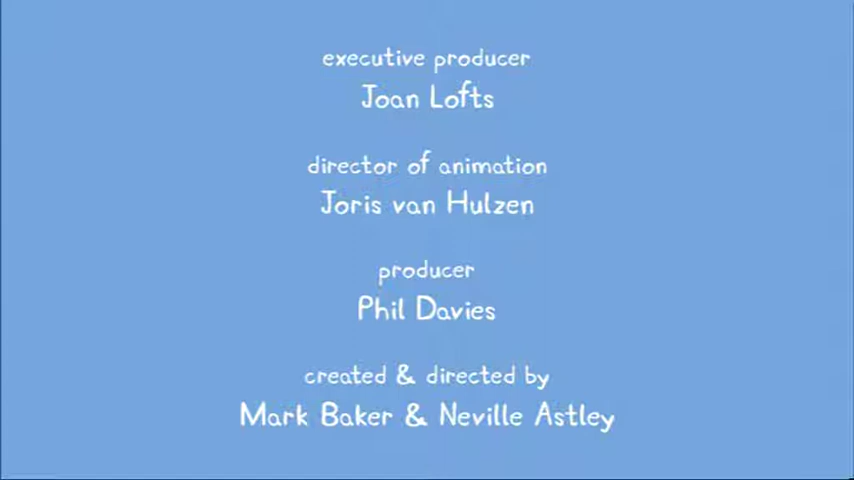 executive producer
Joan Lofts
director of animation
Joris van Hulzen
producer
Phil Davies
created & directed by
Mark Baker & Neville Astley